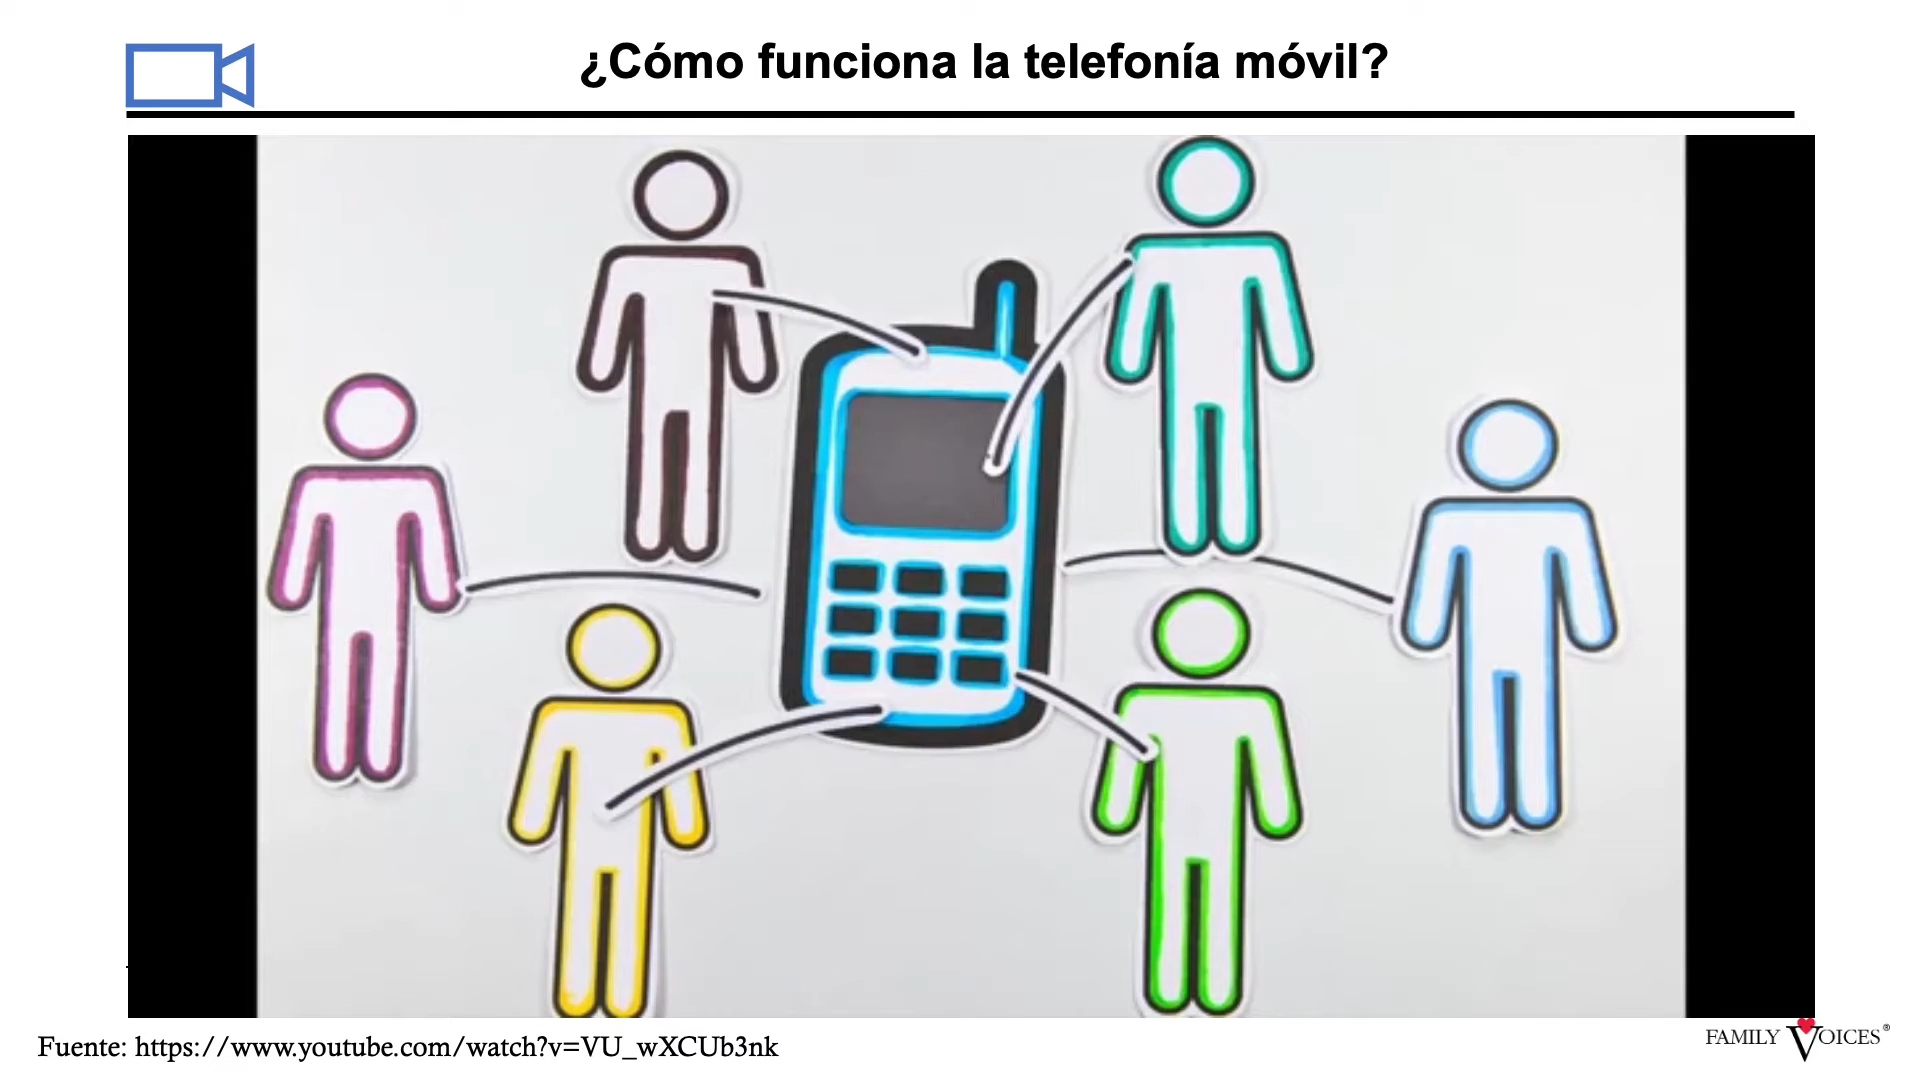 ¿Cómo funciona la telefonía móvil?
Fuente: https://www.youtube.com/watch?v=VU_wXCUb3nk
FAMILY VOICES®